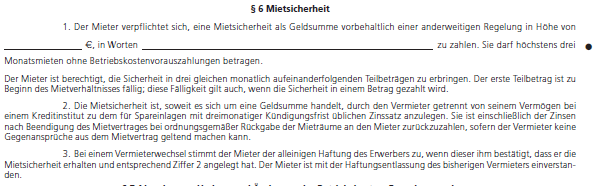 § 6 Mietsicherheit
1. Der Mieter verpflichtet sich, eine Mietsicherheit als Geldsumme vorbehaltlich einer anderweitigen Regelung in Höhe von
€, in Worten zu zahlen. Sie darf höchstens drei
Monatsmieten ohne Betriebskostenvorauszahlungen betragen.
Der Mieter ist berechtigt, die Sicherheit in drei gleichen monatlich aufeinanderfolgenden Teilbeträgen zu erbringen. Der erste Teilbetrag ist zu
Beginn des Mietverhältnisses fällig; diese Fälligkeit gilt auch, wenn die Sicherheit in einem Betrag gezahlt wird.
2. Die Mietsicherheit ist, soweit es sich um eine Geldsumme handelt, durch den Vermieter getrennt von seinem Vermögen bei
einem Kreditinstitut zu dem für Spareinlagen mit dreimonatiger Kündigungsfrist üblichen Zinssatz anzulegen. Sie ist einschließlich der Zinsen
nach Beendigung des Mietvertrages bei ordnungsgemäßer Rückgabe der Mieträume an den Mieter zurückzuzahlen, sofern der Vermieter keine
Gegenansprüche aus dem Mietvertrag geltend machen kann.
3. Bei einem Vermieterwechsel stimmt der Mieter der alleinigen Haftung des Erwerbers zu, wenn dieser ihm bestätigt, dass er die
Mietsicherheit erhalten und entsprechend Ziffer 2 angelegt hat. Der Mieter ist mit der Haftungsentlassung des bisherigen Vermieters einverstan-
den.